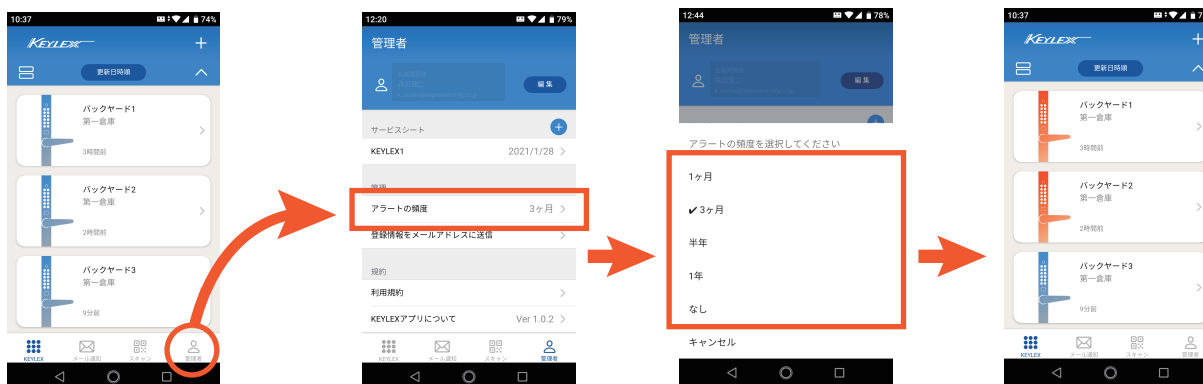 10:37
74%
KEYLEX
+
更新日時順
バックヤード1
第一倉庫
3時間前
バックヤード2
第一倉庫
2時間前
バックヤード3
第一倉庫
9分前
KEYLEX
メール通知
スキャン
管理者
12:20
79%
管理者
編集
サービスシート
+
KEYLEX1
2021/1/28
管理
アラートの頻度
3ヶ月
登録情報をメールアドレスに送信
規約
利用規約
KEYLEXアプリについて
Ver 1.0.2
KEYLEX
メール通知
スキャン
管理者
12:44
78%
管理者
編集
アラートの頻度を選択してください
1ヶ月
✔3ヶ月
半年
1年
なし
キャンセル
10:37
KEYLEX
+
更新日時順
バックヤード1
第一倉庫
3時間前
バックヤード2
第一倉庫
2時間前
バックヤード3
第一倉庫
9分前
KEYLEX
メール通知
スキャン
管理者